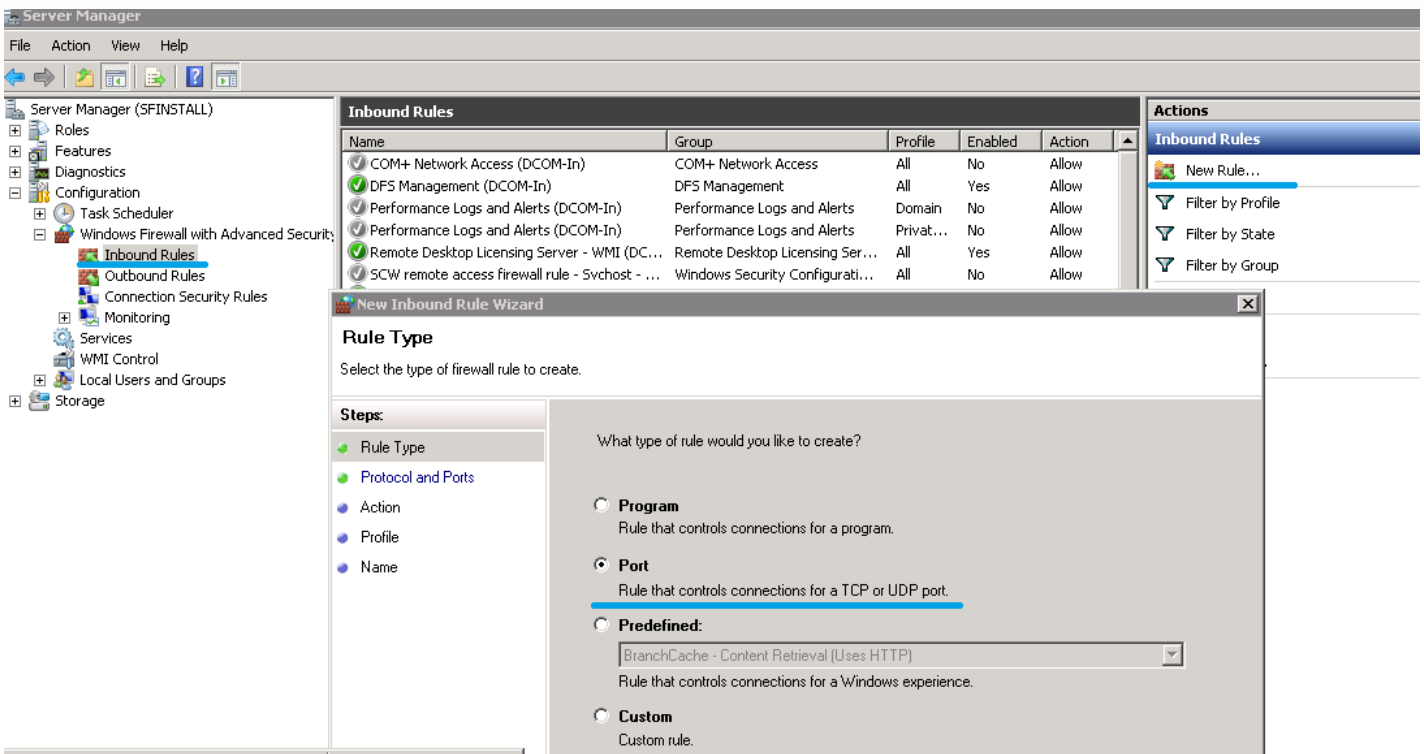 Server Manager
File Action View Help
Server Manager (SFINSTALL)
Roles
Features
Diagnostics
Configuration
Task Scheduler
Windows Firewall with Advanced Security
Inbound Rules
Outbound Rules
Connection Security Rules
Monitoring
Services
WMI Control
Local Users and Groups
Storage
Inbound Rules
Name Group Profile Enabled Action
COM+ Network Access (DCOM-In) COM+ Network Access All No Allow
DFS Management (DCOM-In) DFS Management All Yes Allow
Performance Logs and Alerts (DCOM-In) Performance Logs and Alerts Domain No Allow
Performance Logs and Alerts (DCOM-In) Performance Logs and Alerts Privat... No Allow
Remote Desktop Licensing Server - WMI (DC... Remote Desktop Licensing Ser... All Yes Allow
SCW remote access firewall rule - Svchost - ... Windows Security Configurati... All No Allow
Actions
Inbound Rules
New Rule...
Filter by Profile
Filter by State
Filter by Group
New Inbound Rule Wizard
Rule Type
Select the type of firewall rule to create.
Steps:
Rule Type
Protocol and Ports
Action
Profile
Name
What type of rule would you like to create?
Program
Rule that controls connections for a program.
Port
Rule that controls connections for a TCP or UDP port.
Predefined:
BranchCache - Content Retrieval (Uses HTTP)
Rule that controls connections for a Windows experience.
Custom
Custom rule.